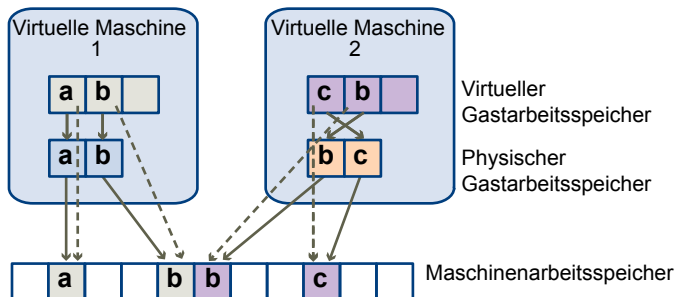 Virtuelle Maschine
1
Virtuelle Maschine
2
a b
c b
Virtueller
Gastarbeitsspeicher
a b
b c
Physischer
Gastarbeitsspeicher
a b b c
Maschinenarbeitsspeicher